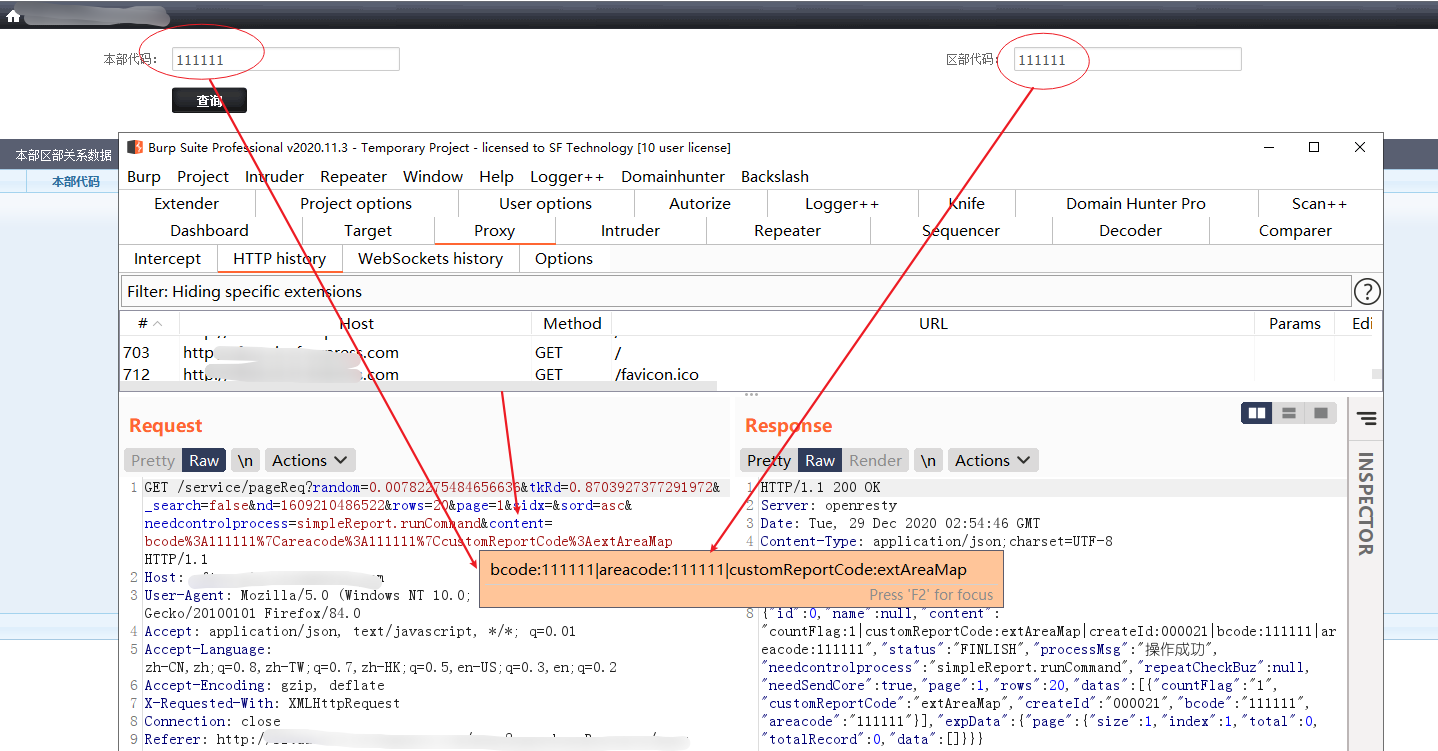 本部代码： 111111
区部代码： 111111
查询
本部区部关系数据
本部代码
Burp Suite Professional v2020.11.3 - Temporary Project - licensed to SF Technology [10 user license]
Burp Project Intruder Repeater Window Help Logger++ Domainhunter Backslash
Extender Project options User options Autorize Logger++ Knife Domain Hunter Pro Scan++
Dashboard Target Proxy Intruder Repeater Sequencer Decoder Comparer
Intercept HTTP history WebSockets history Options
Filter: Hiding specific extensions
?
# Host Method URL Params Edi
703 http ss.com GET /
712 http:/ .com GET /favicon.ico
Request
Pretty Raw \n Actions
1 GET /service/pageReq?random=0.00782275484656636&tkRd=0.8703927377291972&
_search=false&nd=1609210486522&rows=20&page=1&sidx=&sord=asc&
needcontrolprocess=simpleReport.runCommand&content=
bcode%3A111111%7Careacode%3A111111%7CcustomReportCode%3AextAreaMap
HTTP/1.1
2 Host: m
3 User-Agent: Mozilla/5.0 (Windows NT 10.0;
Gecko/20100101 Firefox/84.0
4 Accept: application/json, text/javascript, */*; q=0.01
5 Accept-Language:
zh-CN,zh;q=0.8,zh-TW;q=0.7,zh-HK;q=0.5,en-US;q=0.3,en;q=0.2
6 Accept-Encoding: gzip, deflate
7 X-Requested-With: XMLHttpRequest
8 Connection: close
9 Referer: http:/
Response
Pretty Raw Render \n Actions
1 HTTP/1.1 200 OK
2 Server: openresty
3 Date: Tue, 29 Dec 2020 02:54:46 GMT
4 Content-Type: application/json;charset=UTF-8
bcode:111111|areacode:111111|customReportCode:extAreaMap
Press 'F2' for focus
8 {"id":0,"name":null,"content":
"countFlag:1|customReportCode:extAreaMap|createId:000021|bcode:111111|ar
eacode:111111","status":"FINLISH","processMsg":"操作成功",
"needcontrolprocess":"simpleReport.runCommand","repeatCheckBuz":null,
"needSendCore":true,"page":1,"rows":20,"datas":[{"countFlag":"1",
"customReportCode":"extAreaMap","createId":"000021","bcode":"111111",
"areacode":"111111"}],"expData":{"page":{"size":1,"index":1,"total":0,
"totalRecord":0,"data":[]}}}
INSPECTOR